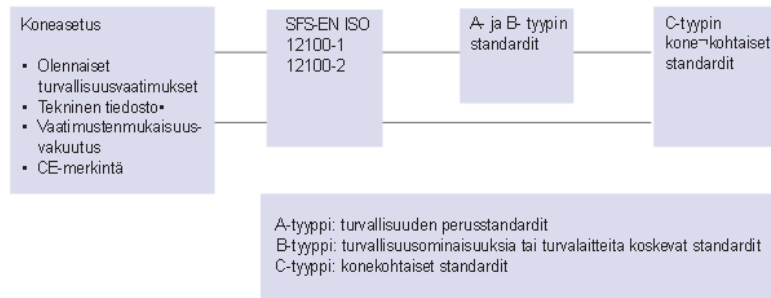 Koneasetus
▪ Olennaiset
turvallisuusvaatimukset
▪ Tekninen tiedosto▪
▪ Vaatimustenmukaisuus-
vakuutus
▪ CE-merkintä
SFS-EN ISO
12100-1
12100-2
A- ja B- tyypin
standardit
C-tyypin
kone¬kohtaiset
standardit
A-tyyppi: turvallisuuden perusstandardit
B-tyyppi: turvallisuusominaisuuksia tai turvalaitteita koskevat standardit
C-tyyppi: konekohtaiset standardit